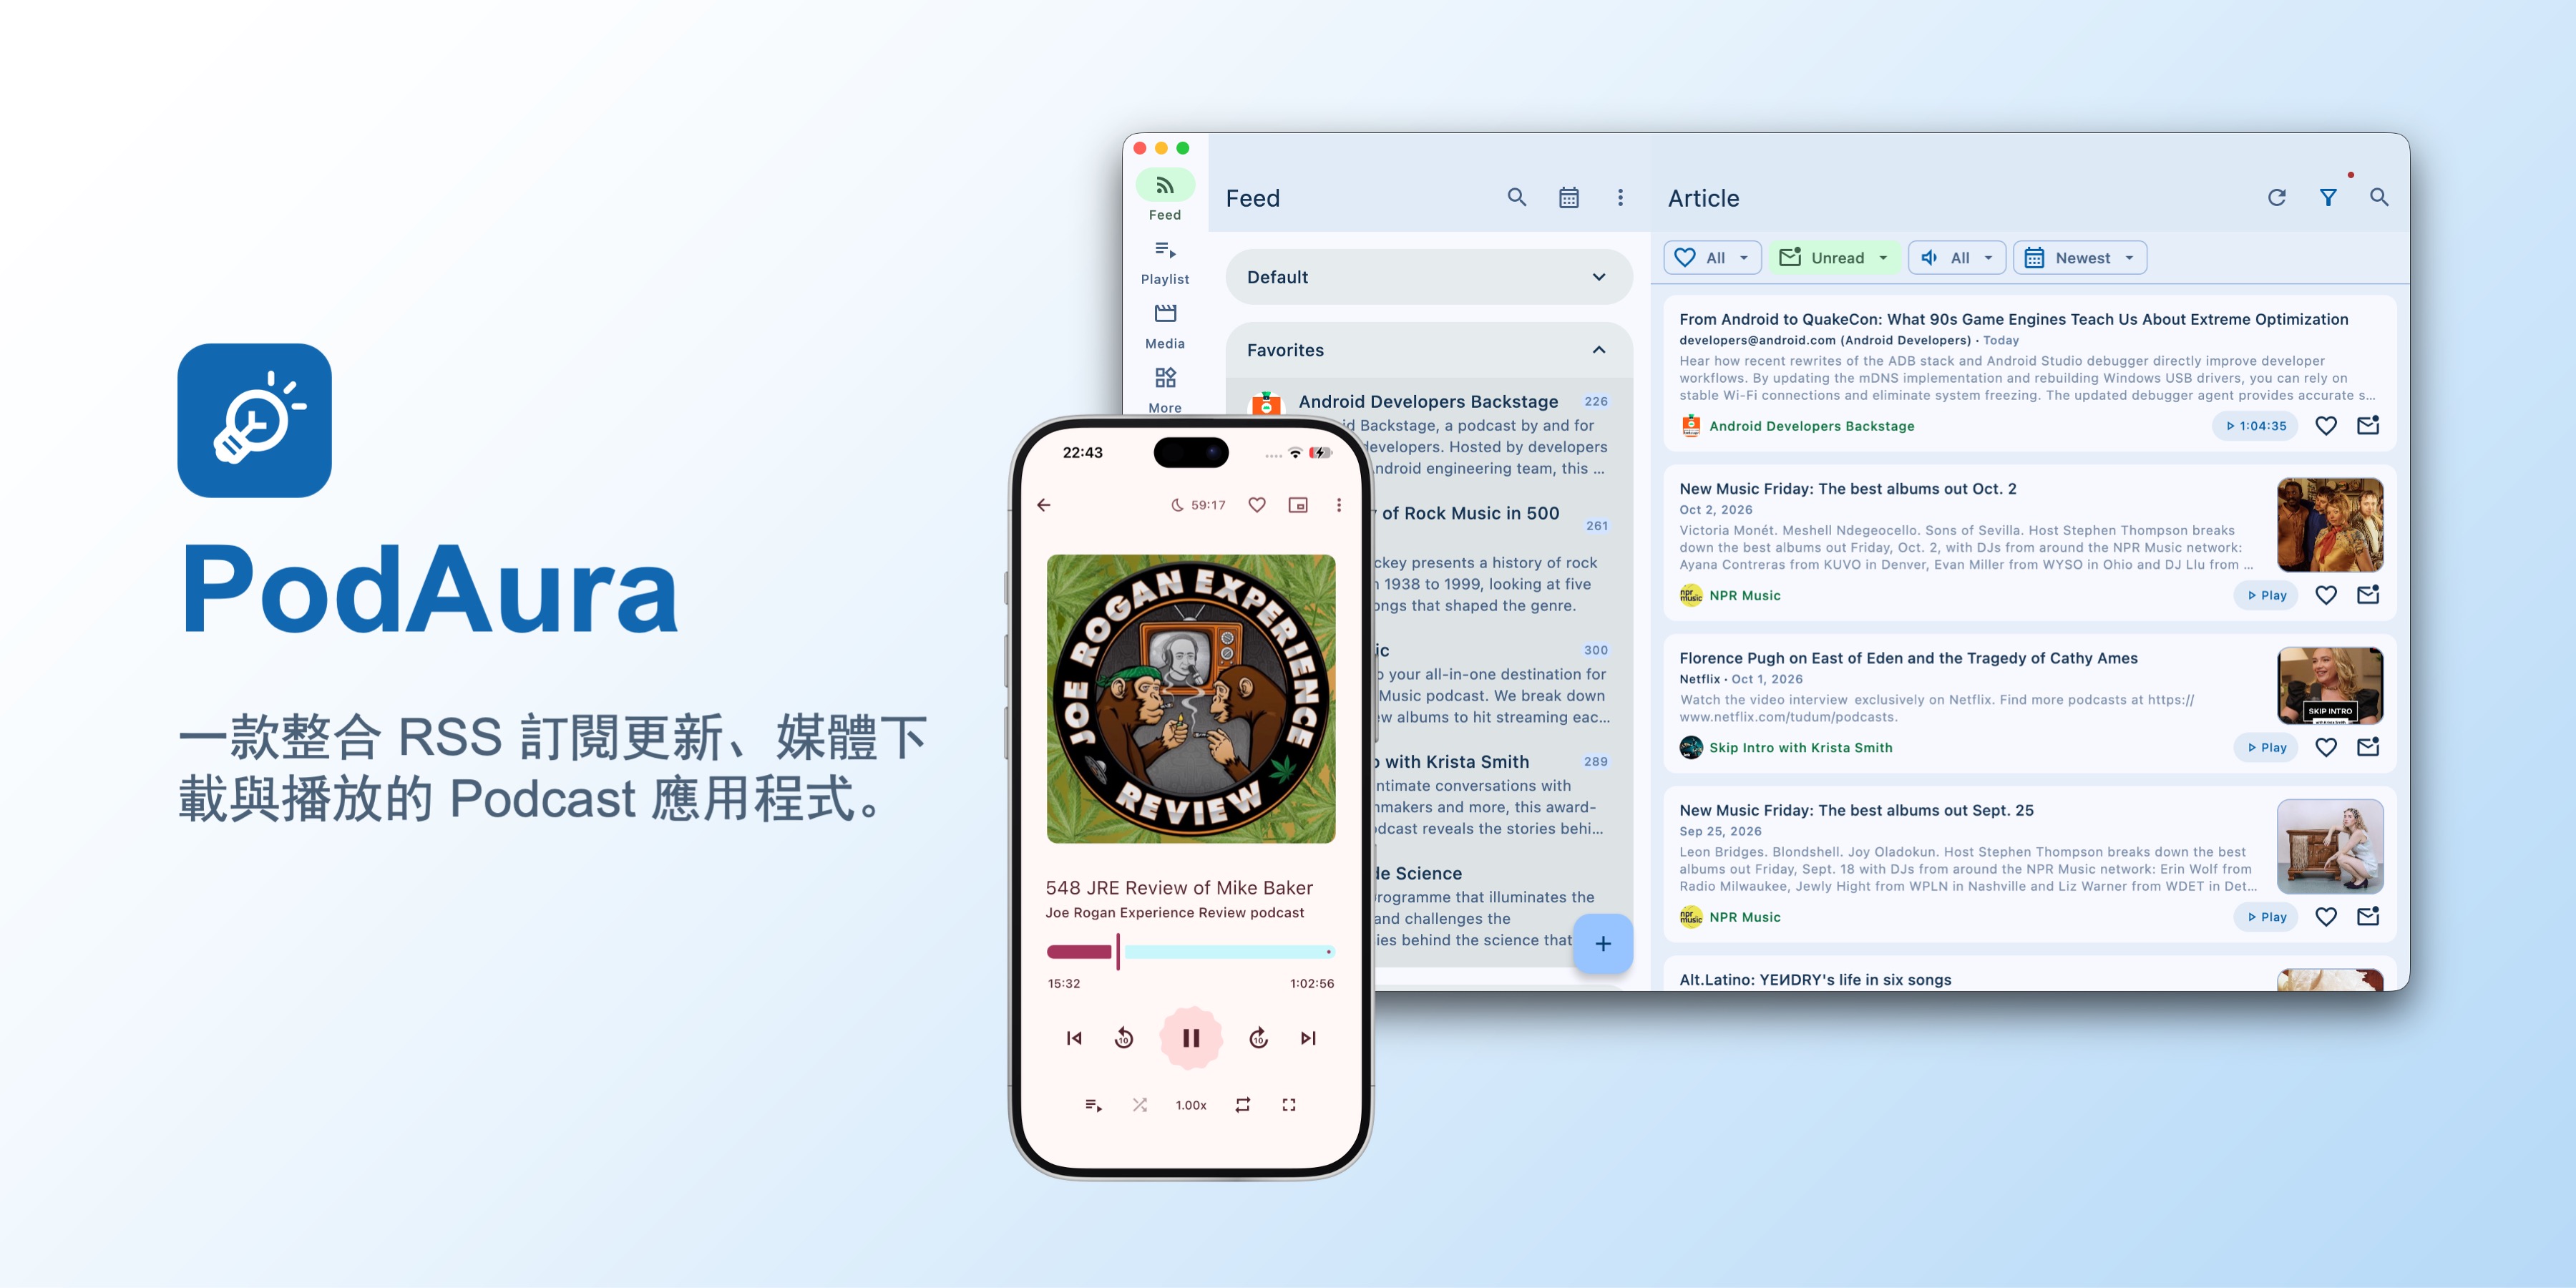 PodAura
一款整合 RSS 訂閱更新、媒體下
載與播放的 Podcast 應用程式。
Feed
Playlist
Media
More
Feed
Default
Favorites
Android Developers Backstage 226
id Backstage, a podcast by and for
developers. Hosted by developers
Android engineering team, this ...
of Rock Music in 500
261
ckey presents a history of rock
1938 to 1999, looking at five
ongs that shaped the genre.
ic 300
your all-in-one destination for
Music podcast. We break down
ew albums to hit streaming eac...
with Krista Smith 289
ntimate conversations with
nmakers and more, this award-
odcast reveals the stories behi...
de Science
programme that illuminates the
and challenges the
ies behind the science that
+
Article
All
Unread
All
Newest
From Android to QuakeCon: What 90s Game Engines Teach Us About Extreme Optimization
developers@android.com (Android Developers) • Today
Hear how recent rewrites of the ADB stack and Android Studio debugger directly improve developer
workflows. By updating the mDNS implementation and rebuilding Windows USB drivers, you can rely on
stable Wi-Fi connections and eliminate system freezing. The updated debugger agent provides accurate s...
Android Developers Backstage
1:04:35
New Music Friday: The best albums out Oct. 2
Oct 2, 2026
Victoria Monét. Meshell Ndegeocello. Sons of Sevilla. Host Stephen Thompson breaks
down the best albums out Friday, Oct. 2, with DJs from around the NPR Music network:
Ayana Contreras from KUVO in Denver, Evan Miller from WYSO in Ohio and DJ Llu from ...
npr music
NPR Music
Play
Florence Pugh on East of Eden and the Tragedy of Cathy Ames
Netflix • Oct 1, 2026
Watch the video interview exclusively on Netflix. Find more podcasts at https://
www.netflix.com/tudum/podcasts.
SKIP INTRO
Skip Intro with Krista Smith
Play
New Music Friday: The best albums out Sept. 25
Sep 25, 2026
Leon Bridges. Blondshell. Joy Oladokun. Host Stephen Thompson breaks down the best
albums out Friday, Sept. 18 with DJs from around the NPR Music network: Erin Wolf from
Radio Milwaukee, Jewly Hight from WPLN in Nashville and Liz Warner from WDET in Det...
npr music
NPR Music
Play
Alt.Latino: YEИDRY's life in six songs
22:43
59:17
JOE ROGAN EXPERIENCE
REVIEW
548 JRE Review of Mike Baker
Joe Rogan Experience Review podcast
15:32
1:02:56
10
10
1.00x